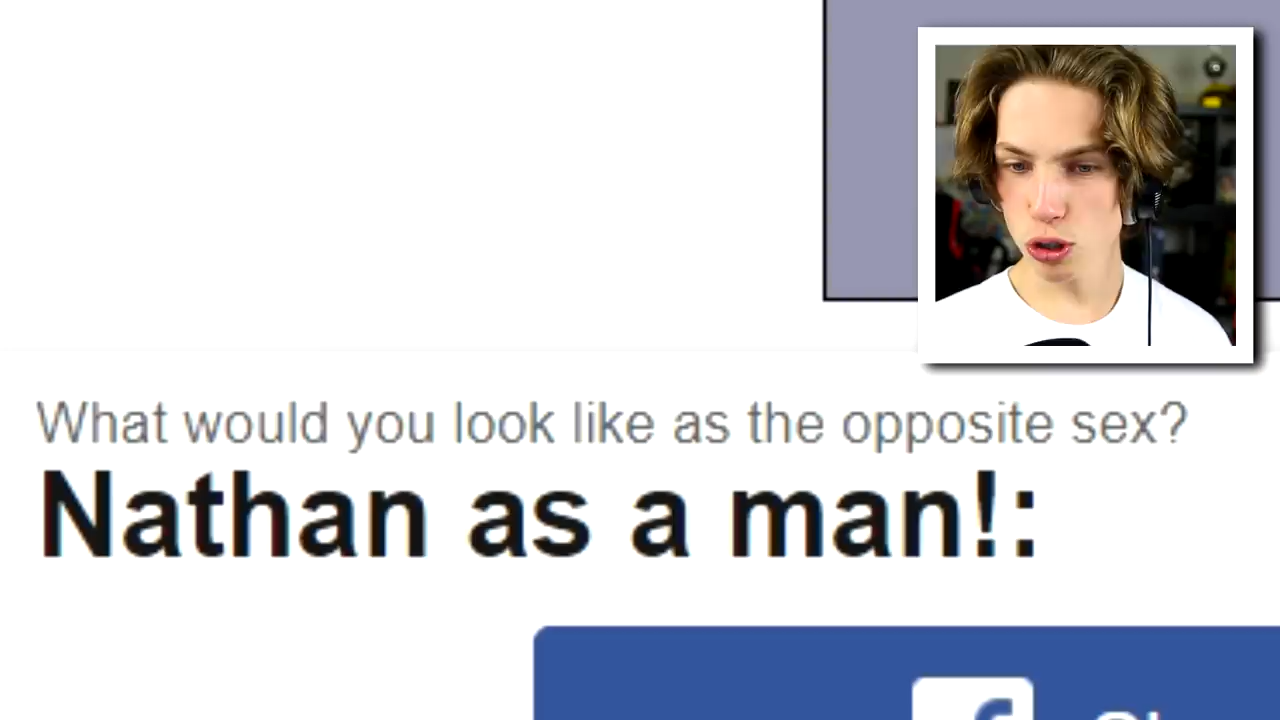 What would you look like as the opposite sex?
Nathan as a man!: